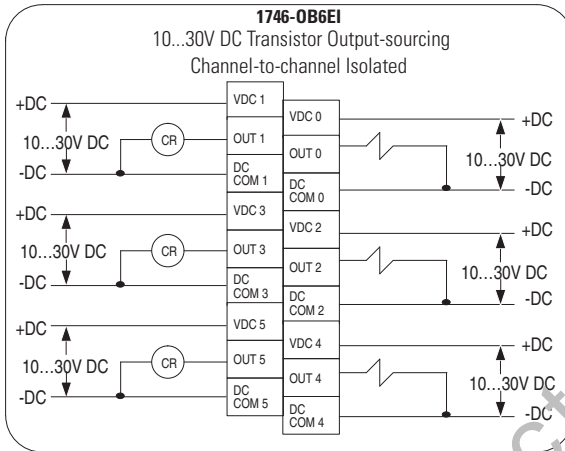 1746-OB6EI
10...30V DC Transistor Output-sourcing
Channel-to-channel Isolated
+DC
VDC 1
VDC 0
+DC
10...30V DC
CR
OUT 1
OUT 0
10...30V DC
-DC
DC
COM 1
DC
COM 0
-DC
+DC
VDC 3
VDC 2
+DC
10...30V DC
CR
OUT 3
OUT 2
10...30V DC
-DC
DC
COM 3
DC
COM 2
-DC
+DC
VDC 5
VDC 4
+DC
10...30V DC
CR
OUT 5
OUT 4
10...30V DC
-DC
DC
COM 5
DC
COM 4
-DC